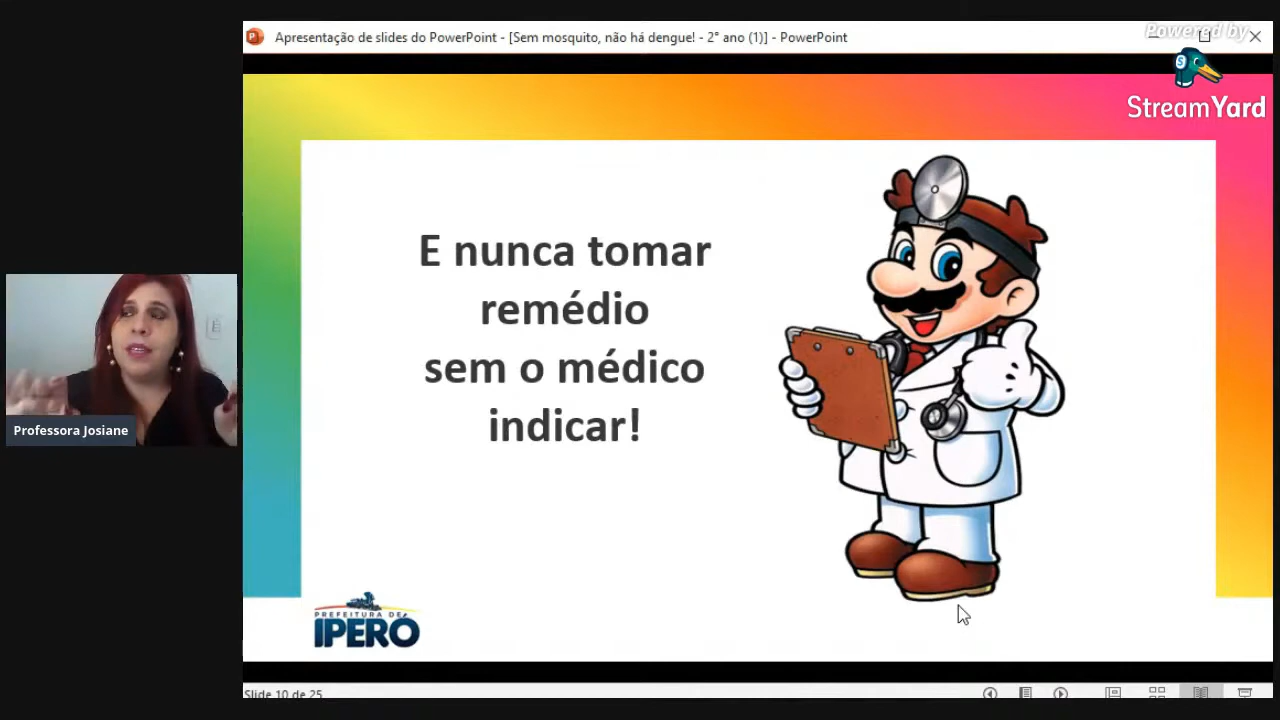 Apresentação de slides do PowerPoint - [Sem mosquito, não há dengue! - 2° ano (1)] - PowerPoint
Powered by
StreamYard
E nunca tomar
remédio
sem o médico
indicar!
Professora Josiane
PREFEITURA DE
IPERÓ
Slide 10 de 25